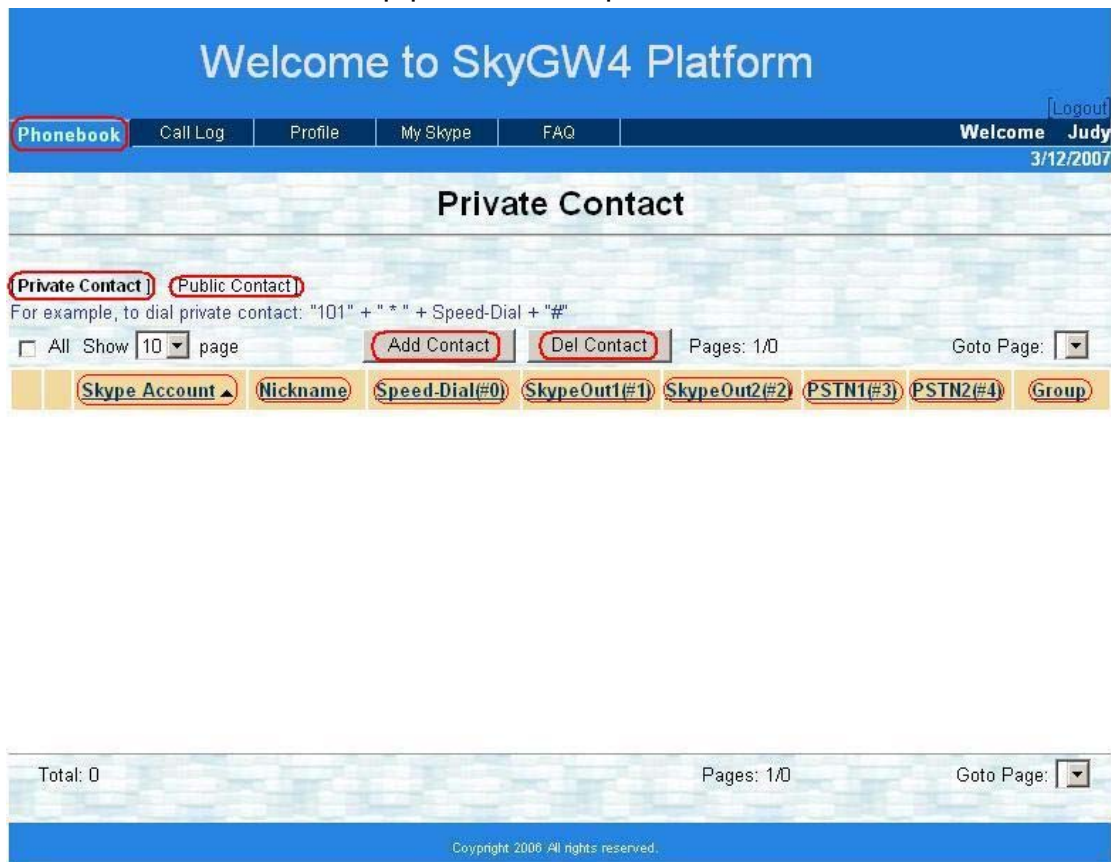 Welcome to SkyGW4 Platform
[Logout]
Phonebook Call Log Profile My Skype FAQ Welcome Judy
3/12/2007
Private Contact
[Private Contact] [Public Contact]
For example, to dial private contact: "101" + " * " + Speed-Dial + "#"
All Show 10 page Add Contact Del Contact Pages: 1/0 Goto Page:
Skype Account ▲ Nickname Speed-Dial(#0) SkypeOut1(#1) SkypeOut2(#2) PSTN1(#3) PSTN2(#4) Group
Total: 0 Pages: 1/0 Goto Page:
Coypright 2006 All rights reserved.